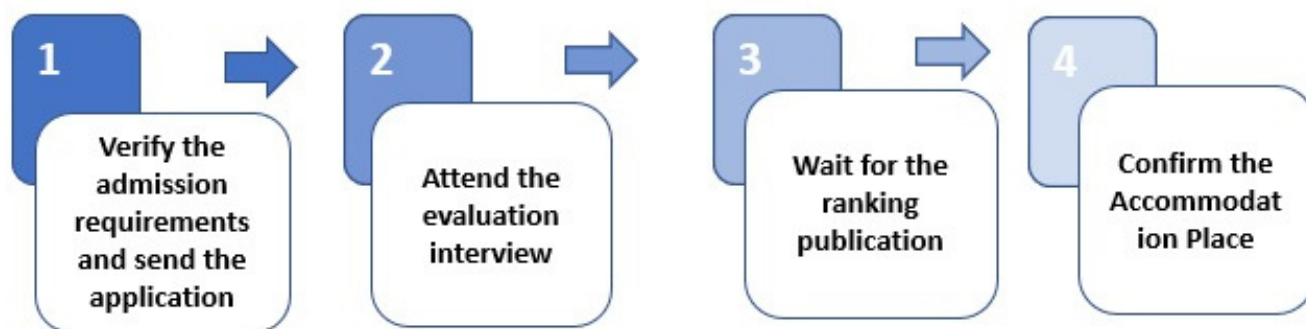 1
Verify the
admission
requirements
and send the
application
2
Attend the
evaluation
interview
3
Wait for the
ranking
publication
4
Confirm the
Accommodat
ion Place